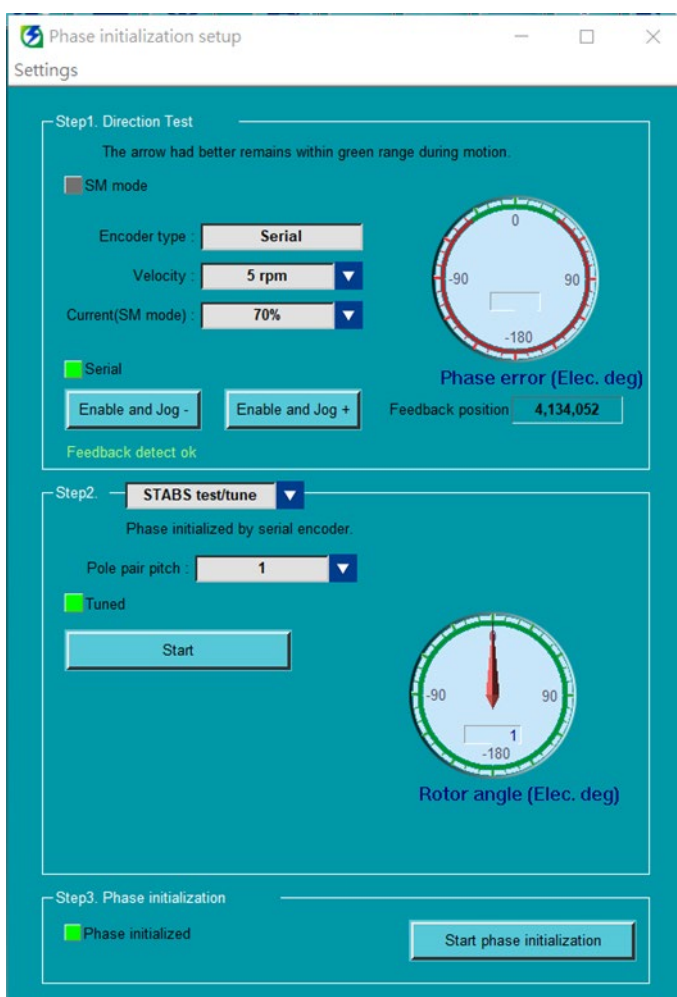 Phase initialization setup
Settings
Step1. Direction Test
The arrow had better remains within green range during motion.
SM mode
Encoder type : Serial
Velocity : 5 rpm
Current(SM mode) : 70%
0
-90 90
-180
Phase error (Elec. deg)
Serial
Enable and Jog - Enable and Jog + Feedback position 4,134,052
Feedback detect ok
Step2. STABS test/tune
Phase initialized by serial encoder.
Pole pair pitch : 1
Tuned
Start
0
-90 90
1
-180
Rotor angle (Elec. deg)
Step3. Phase initialization
Phase initialized Start phase initialization